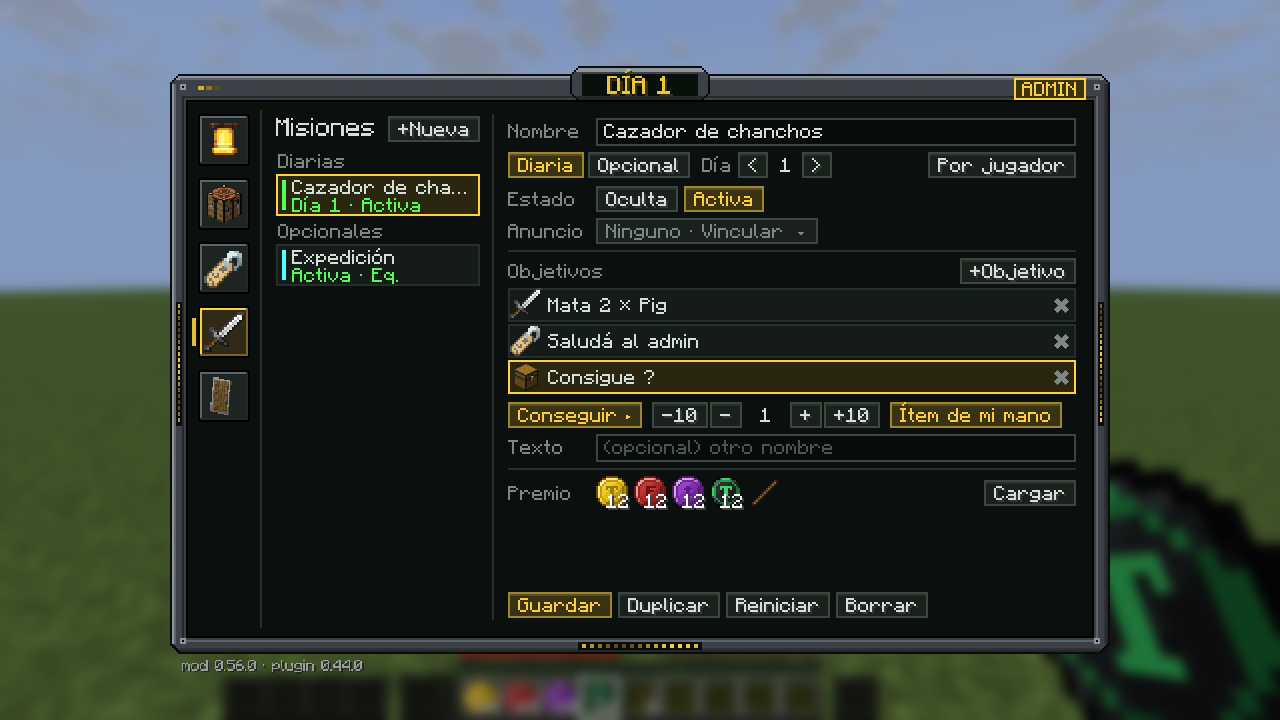 DÍA 1
ADMIN
Misiones
+Nueva
Diarias
Cazador de cha...
Día 1 · Activa
Opcionales
Expedición
Activa · Eq.
Nombre
Cazador de chanchos
Diaria
Opcional
Día < 1 >
Por jugador
Estado
Oculta
Activa
Anuncio
Ninguno · Vincular
Objetivos
+Objetivo
Mata 2 × Pig
Saludá al admin
Consigue ?
Conseguir
-10
-
1
+
+10
Ítem de mi mano
Texto
(opcional) otro nombre
Premio
12
12
12
12
Cargar
Guardar
Duplicar
Reiniciar
Borrar
mod 0.56.0 · plugin 0.44.0